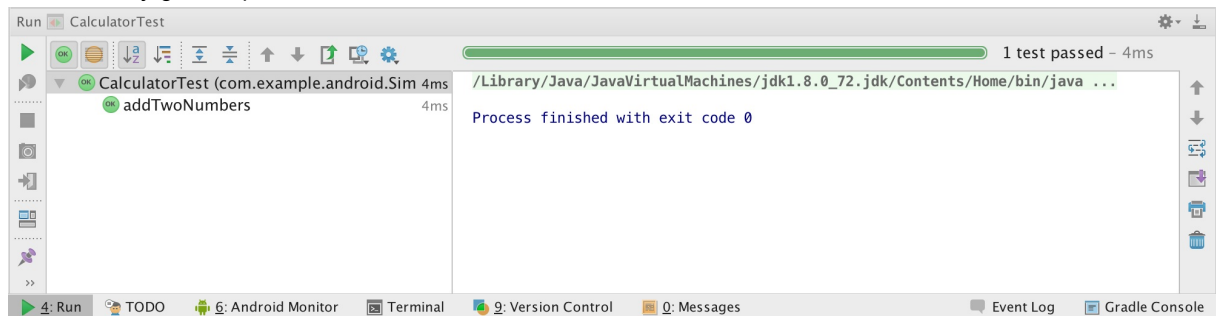 Run CalculatorTest
1 test passed – 4ms
CalculatorTest (com.example.android.Sim 4ms
OK addTwoNumbers 4ms
/Library/Java/JavaVirtualMachines/jdk1.8.0_72.jdk/Contents/Home/bin/java ...
Process finished with exit code 0
4: Run TODO 6: Android Monitor Terminal 9: Version Control 0: Messages Event Log Gradle Console